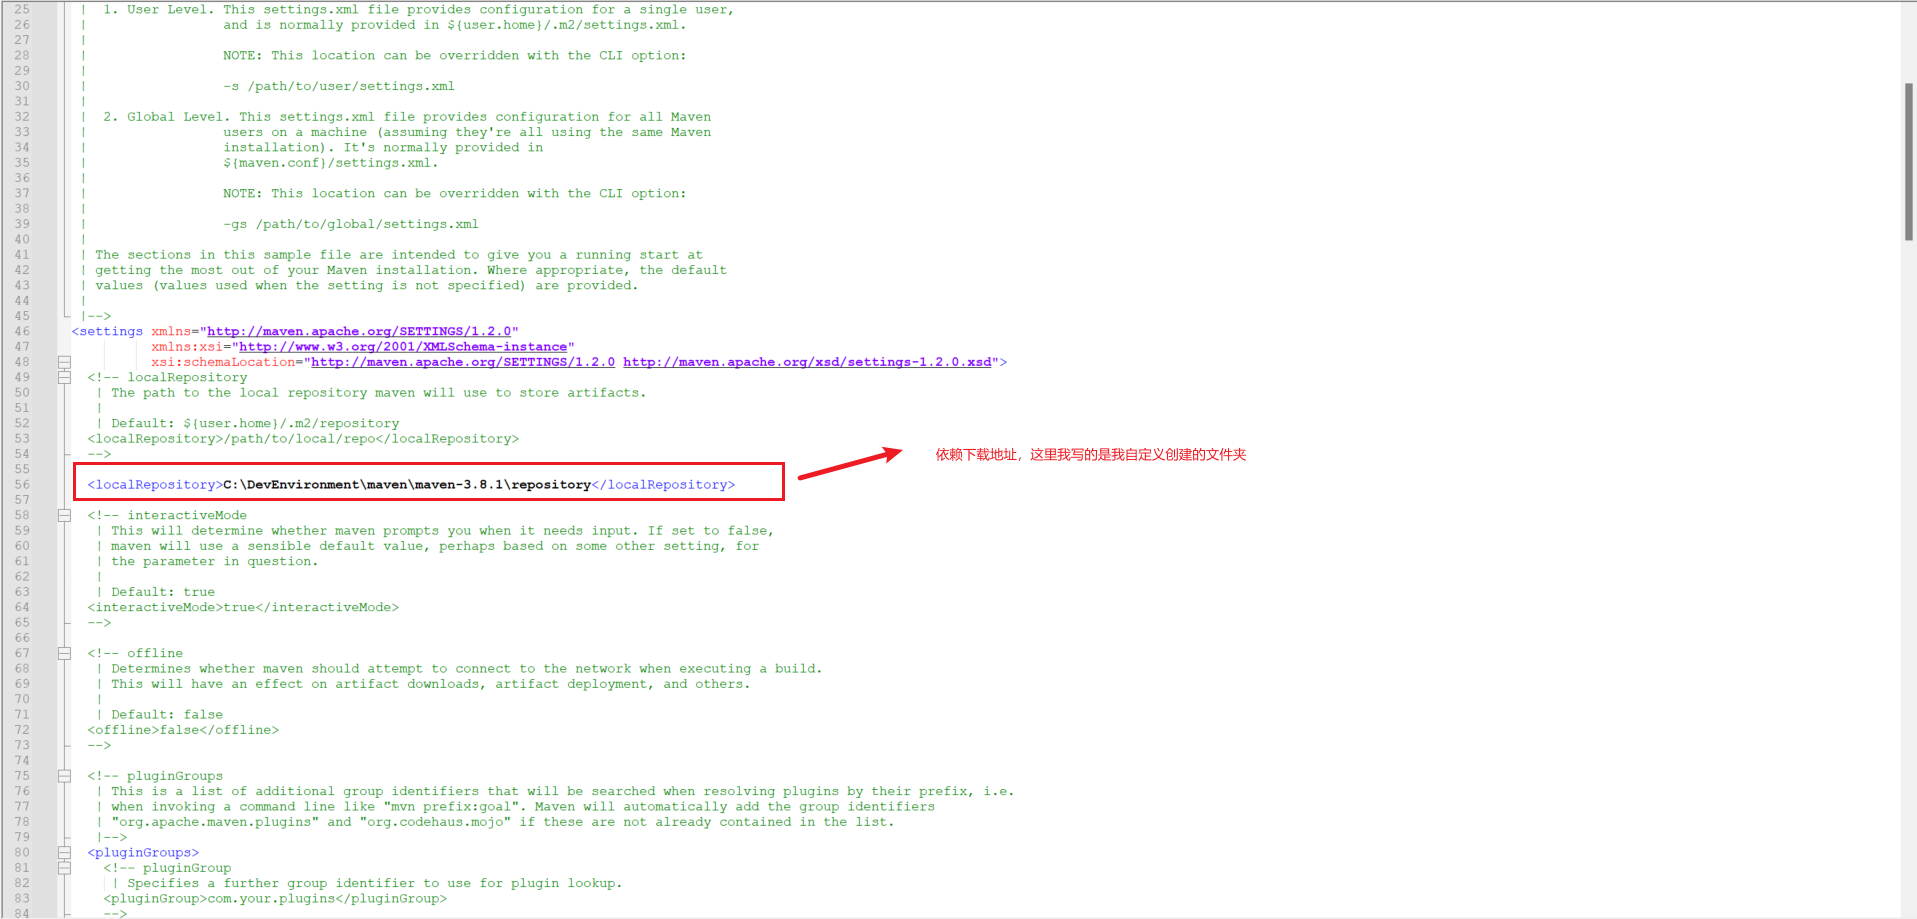 25 |  1. User Level. This settings.xml file provides configuration for a single user,
26 |                 and is normally provided in ${user.home}/.m2/settings.xml.
27 |
28 |                 NOTE: This location can be overridden with the CLI option:
29 |
30 |                 -s /path/to/user/settings.xml
31 |
32 |  2. Global Level. This settings.xml file provides configuration for all Maven
33 |                 users on a machine (assuming they're all using the same Maven
34 |                 installation). It's normally provided in
35 |                 ${maven.conf}/settings.xml.
36 |
37 |                 NOTE: This location can be overridden with the CLI option:
38 |
39 |                 -gs /path/to/global/settings.xml
40 |
41 | The sections in this sample file are intended to give you a running start at
42 | getting the most out of your Maven installation. Where appropriate, the default
43 | values (values used when the setting is not specified) are provided.
44 |
45 |-->
46 <settings xmlns="http://maven.apache.org/SETTINGS/1.2.0"
47           xmlns:xsi="http://www.w3.org/2001/XMLSchema-instance"
48           xsi:schemaLocation="http://maven.apache.org/SETTINGS/1.2.0 http://maven.apache.org/xsd/settings-1.2.0.xsd">
49   <!-- localRepository
50    | The path to the local repository maven will use to store artifacts.
51    |
52    | Default: ${user.home}/.m2/repository
53   <localRepository>/path/to/local/repo</localRepository>
54   -->
依赖下载地址，这里我写的是我自定义创建的文件夹
55
56   <localRepository>C:\DevEnvironment\maven\maven-3.8.1\repository</localRepository>
57
58   <!-- interactiveMode
59    | This will determine whether maven prompts you when it needs input. If set to false,
60    | maven will use a sensible default value, perhaps based on some other setting, for
61    | the parameter in question.
62    |
63    | Default: true
64   <interactiveMode>true</interactiveMode>
65   -->
66
67   <!-- offline
68    | Determines whether maven should attempt to connect to the network when executing a build.
69    | This will have an effect on artifact downloads, artifact deployment, and others.
70    |
71    | Default: false
72   <offline>false</offline>
73   -->
74
75   <!-- pluginGroups
76    | This is a list of additional group identifiers that will be searched when resolving plugins by their prefix, i.e.
77    | when invoking a command line like "mvn prefix:goal". Maven will automatically add the group identifiers
78    | "org.apache.maven.plugins" and "org.codehaus.mojo" if these are not already contained in the list.
79    |-->
80   <pluginGroups>
81     <!-- pluginGroup
82      | Specifies a further group identifier to use for plugin lookup.
83     <pluginGroup>com.your.plugins</pluginGroup>
84     -->